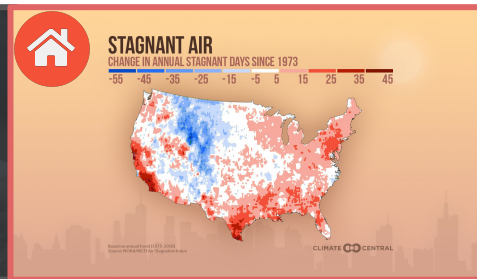 STAGNANT AIR
CHANGE IN ANNUAL STAGNANT DAYS SINCE 1973
-55 -45 -35 -25 -15 -5 5 15 25 35 45
CLIMATE CENTRAL